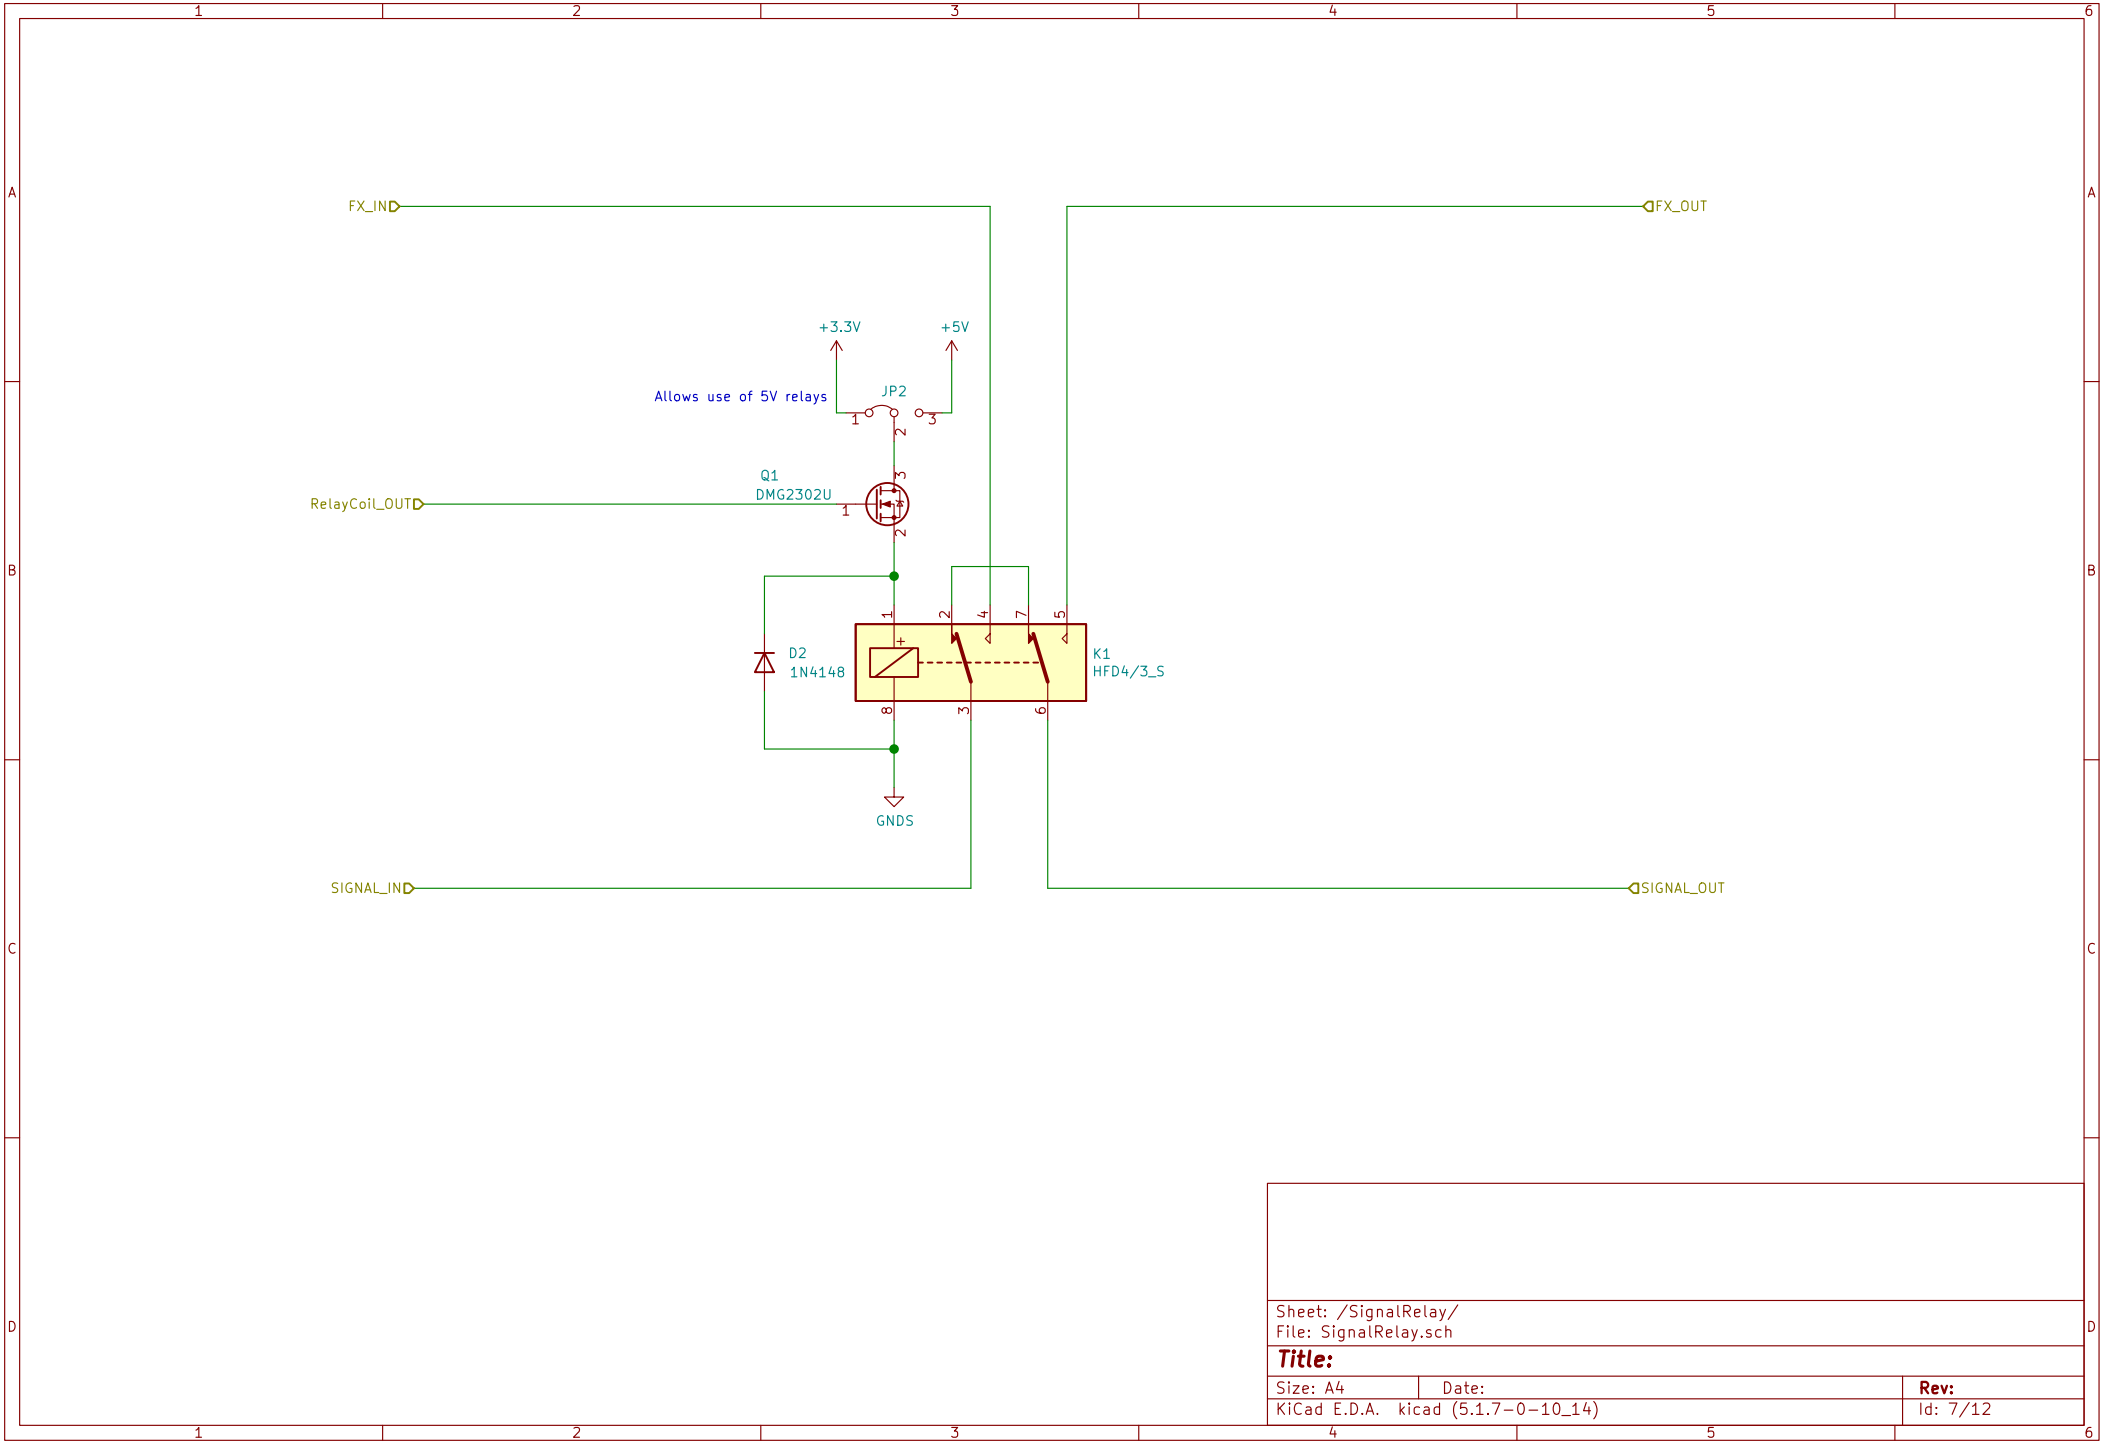 1 2 3 4 5 6
A A
FX_IN FX_OUT
+3.3V +5V
Allows use of 5V relays
JP2
1 2 3
Q1
DMG2302U
3
RelayCoil_OUT
1
2
B B
1 2 4 7 5
+
D2
1N4148
K1
HFD4/3_S
8 3 6
GNDS
SIGNAL_IN SIGNAL_OUT
C C
D D
Sheet: /SignalRelay/
File: SignalRelay.sch
Title:
Size: A4 Date: Rev:
KiCad E.D.A. kicad (5.1.7-0-10_14) Id: 7/12
1 2 3 4 5 6